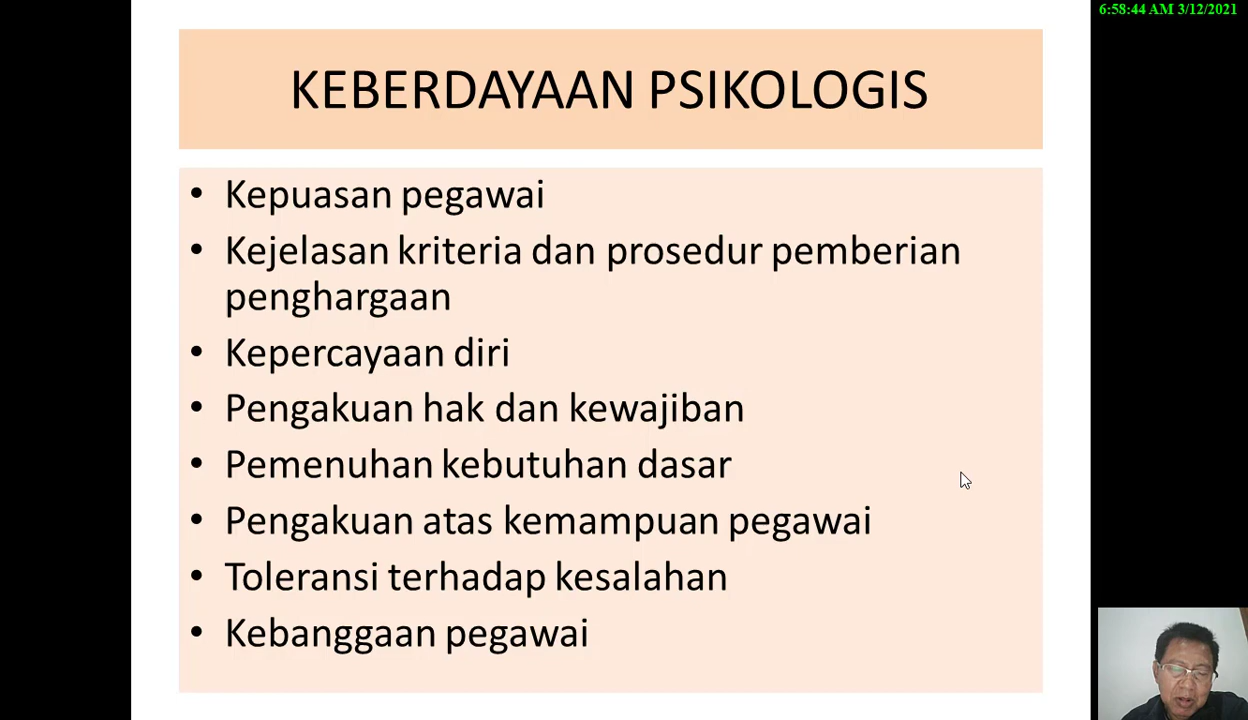 6:58:44 AM 3/12/2021
KEBERDAYAAN PSIKOLOGIS
• Kepuasan pegawai
• Kejelasan kriteria dan prosedur pemberian
penghargaan
• Kepercayaan diri
• Pengakuan hak dan kewajiban
• Pemenuhan kebutuhan dasar
• Pengakuan atas kemampuan pegawai
• Toleransi terhadap kesalahan
• Kebanggaan pegawai